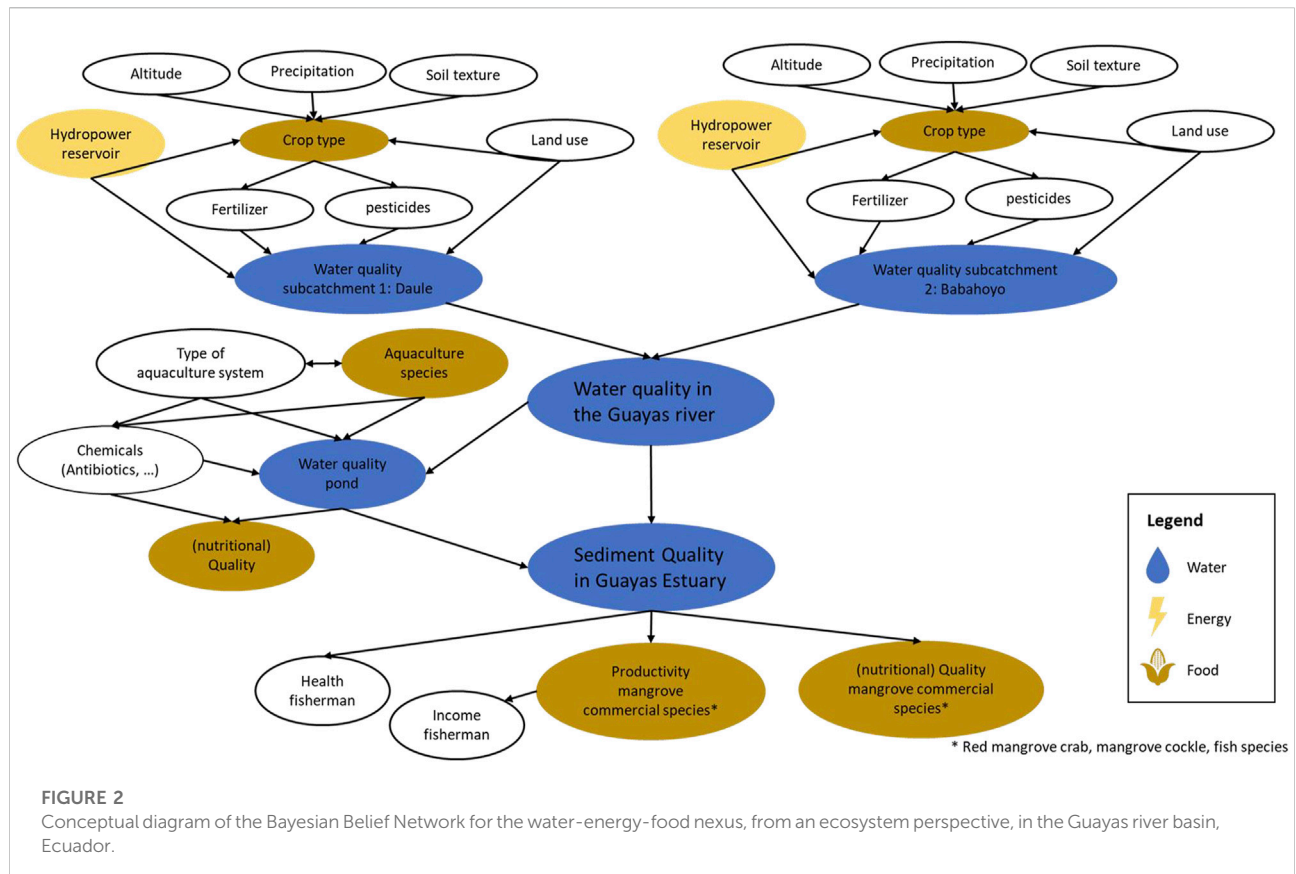 Altitude
Precipitation
Soil texture
Hydropower
reservoir
Crop type
Land use
Fertilizer
pesticides
Water quality
subcatchment 1: Daule
Altitude
Precipitation
Soil texture
Hydropower
reservoir
Crop type
Land use
Fertilizer
pesticides
Water quality subcatchment
2: Babahoyo
Type of
aquaculture system
Aquaculture
species
Water quality in
the Guayas river
Chemicals
(Antibiotics, ...)
Water quality
pond
(nutritional)
Quality
Sediment Quality
in Guayas Estuary
Health
fisherman
Income
fisherman
Productivity
mangrove
commercial species*
(nutritional) Quality
mangrove commercial
species*
Legend
Water
Energy
Food
* Red mangrove crab, mangrove cockle, fish species
FIGURE 2
Conceptual diagram of the Bayesian Belief Network for the water-energy-food nexus, from an ecosystem perspective, in the Guayas river basin,
Ecuador.